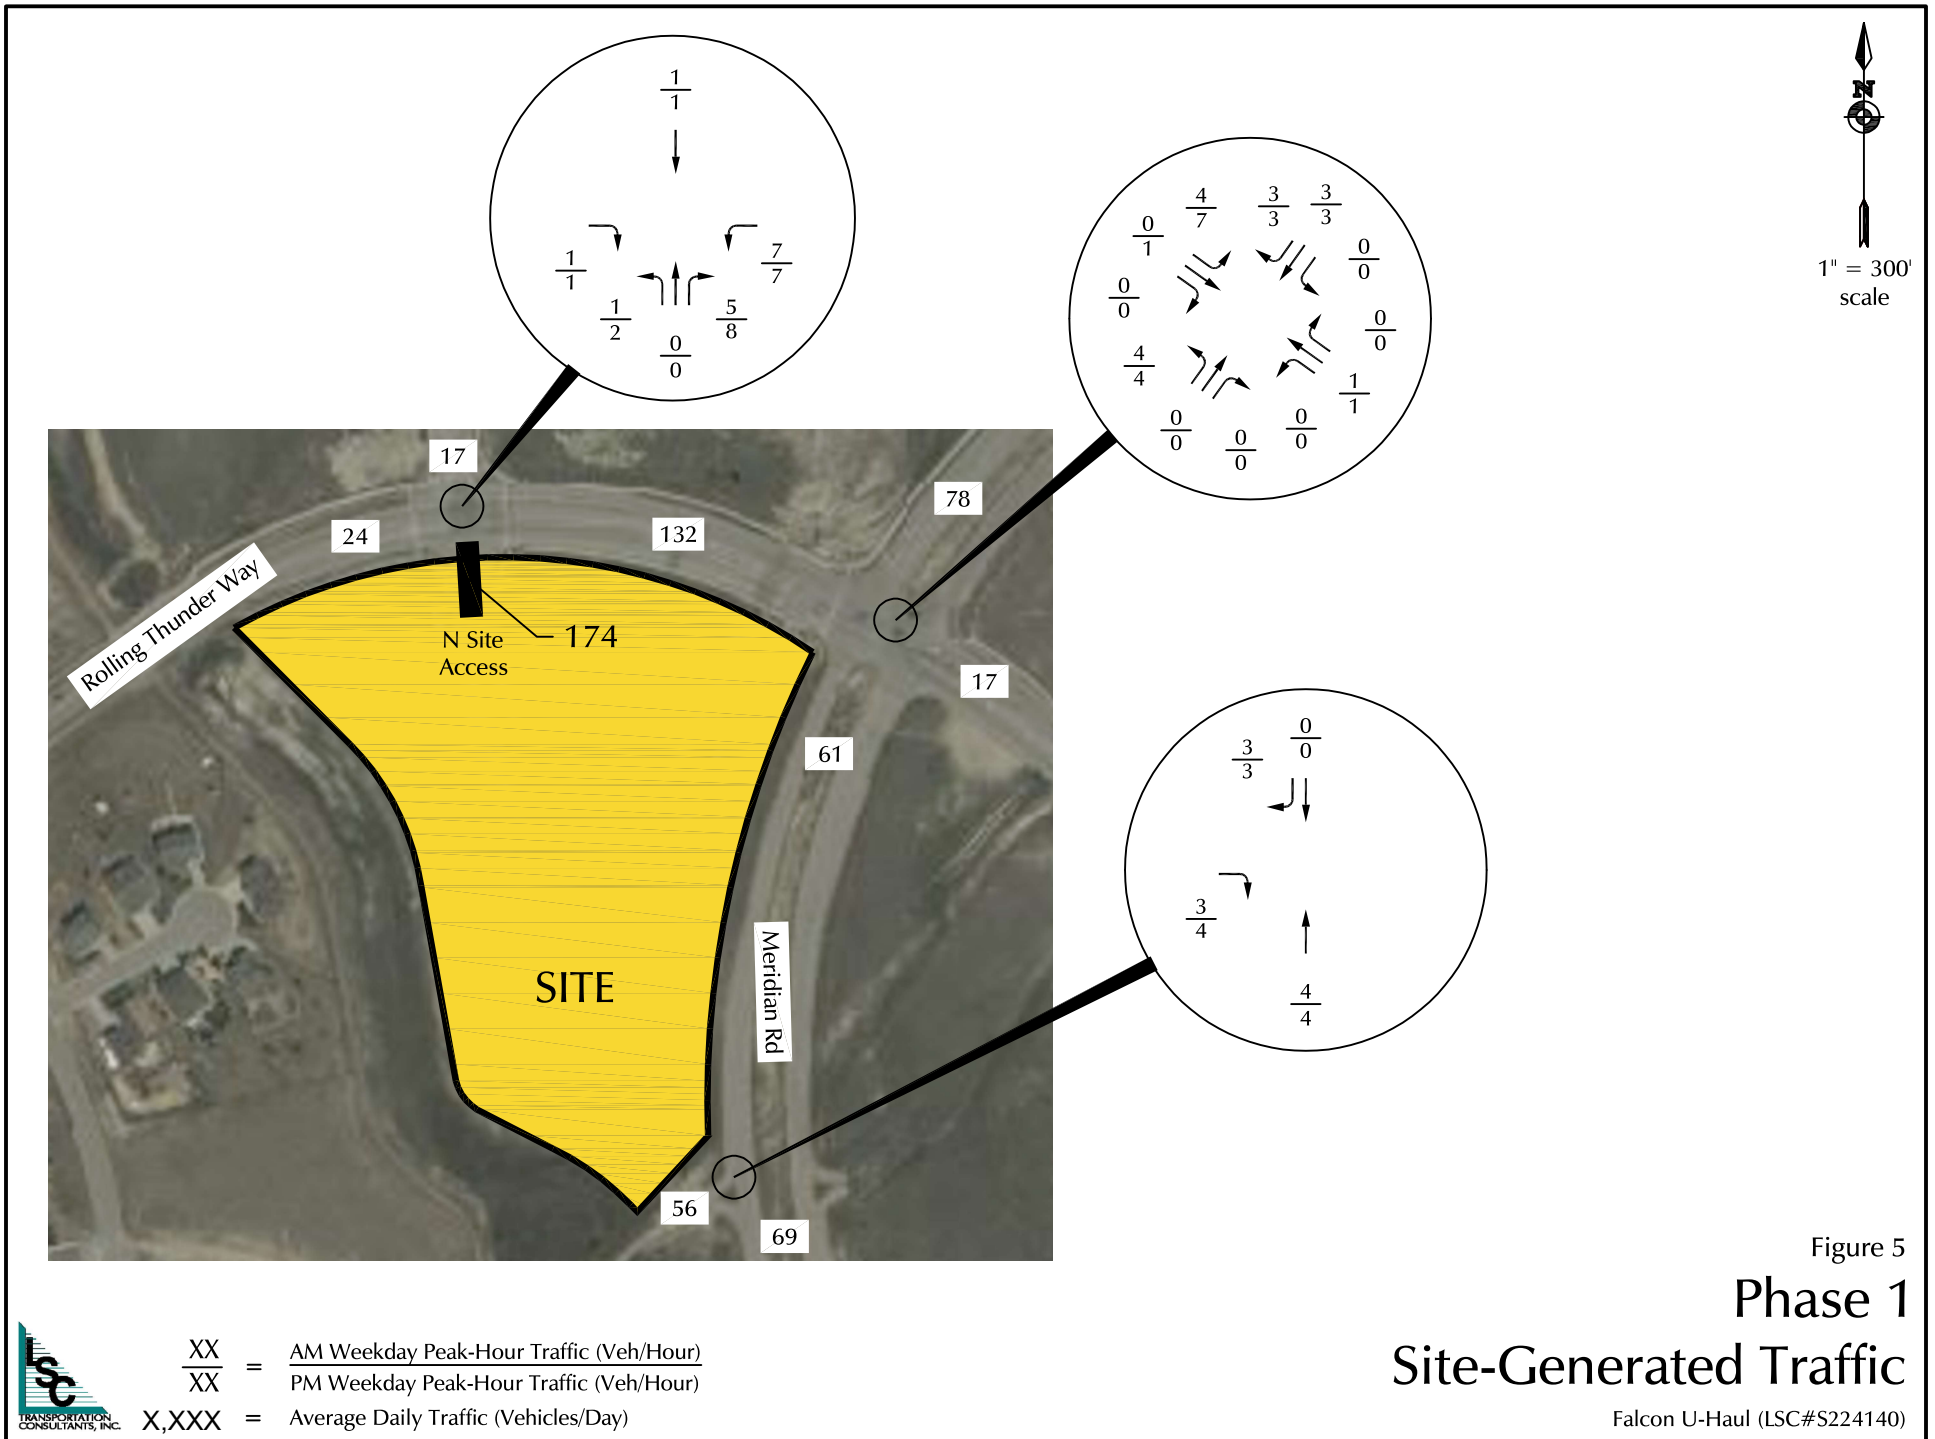 1
1
1
1
7
7
1
2
5
8
0
0
N
1" = 300'
scale
4
7
3
3
3
3
0
1
0
0
0
0
0
0
4
4
1
1
0
0
0
0
0
0
17
24
132
78
Rolling Thunder Way
N Site
Access
174
17
61
0
0
3
3
3
4
4
4
SITE
Meridian Rd
56
69
Figure 5
Phase 1
Site-Generated Traffic
Falcon U-Haul (LSC#S224140)
LSC
TRANSPORTATION
CONSULTANTS, INC.
XX
XX
=
AM Weekday Peak-Hour Traffic (Veh/Hour)
PM Weekday Peak-Hour Traffic (Veh/Hour)
X,XXX = Average Daily Traffic (Vehicles/Day)